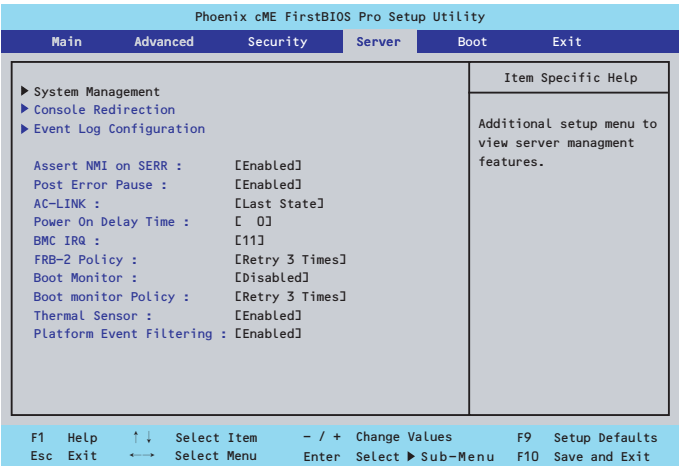 Phoenix cME FirstBIOS Pro Setup Utility
Main Advanced Security Server Boot Exit
Item Specific Help
▶ System Management
▶ Console Redirection
▶ Event Log Configuration
Additional setup menu to
view server managment
features.
Assert NMI on SERR : [Enabled]
Post Error Pause : [Enabled]
AC-LINK : [Last State]
Power On Delay Time : [ 0]
BMC IRQ : [11]
FRB-2 Policy : [Retry 3 Times]
Boot Monitor : [Disabled]
Boot monitor Policy : [Retry 3 Times]
Thermal Sensor : [Enabled]
Platform Event Filtering : [Enabled]
F1 Help ↑↓ Select Item - / + Change Values F9 Setup Defaults
Esc Exit ←→ Select Menu Enter Select ▶ Sub-Menu F10 Save and Exit